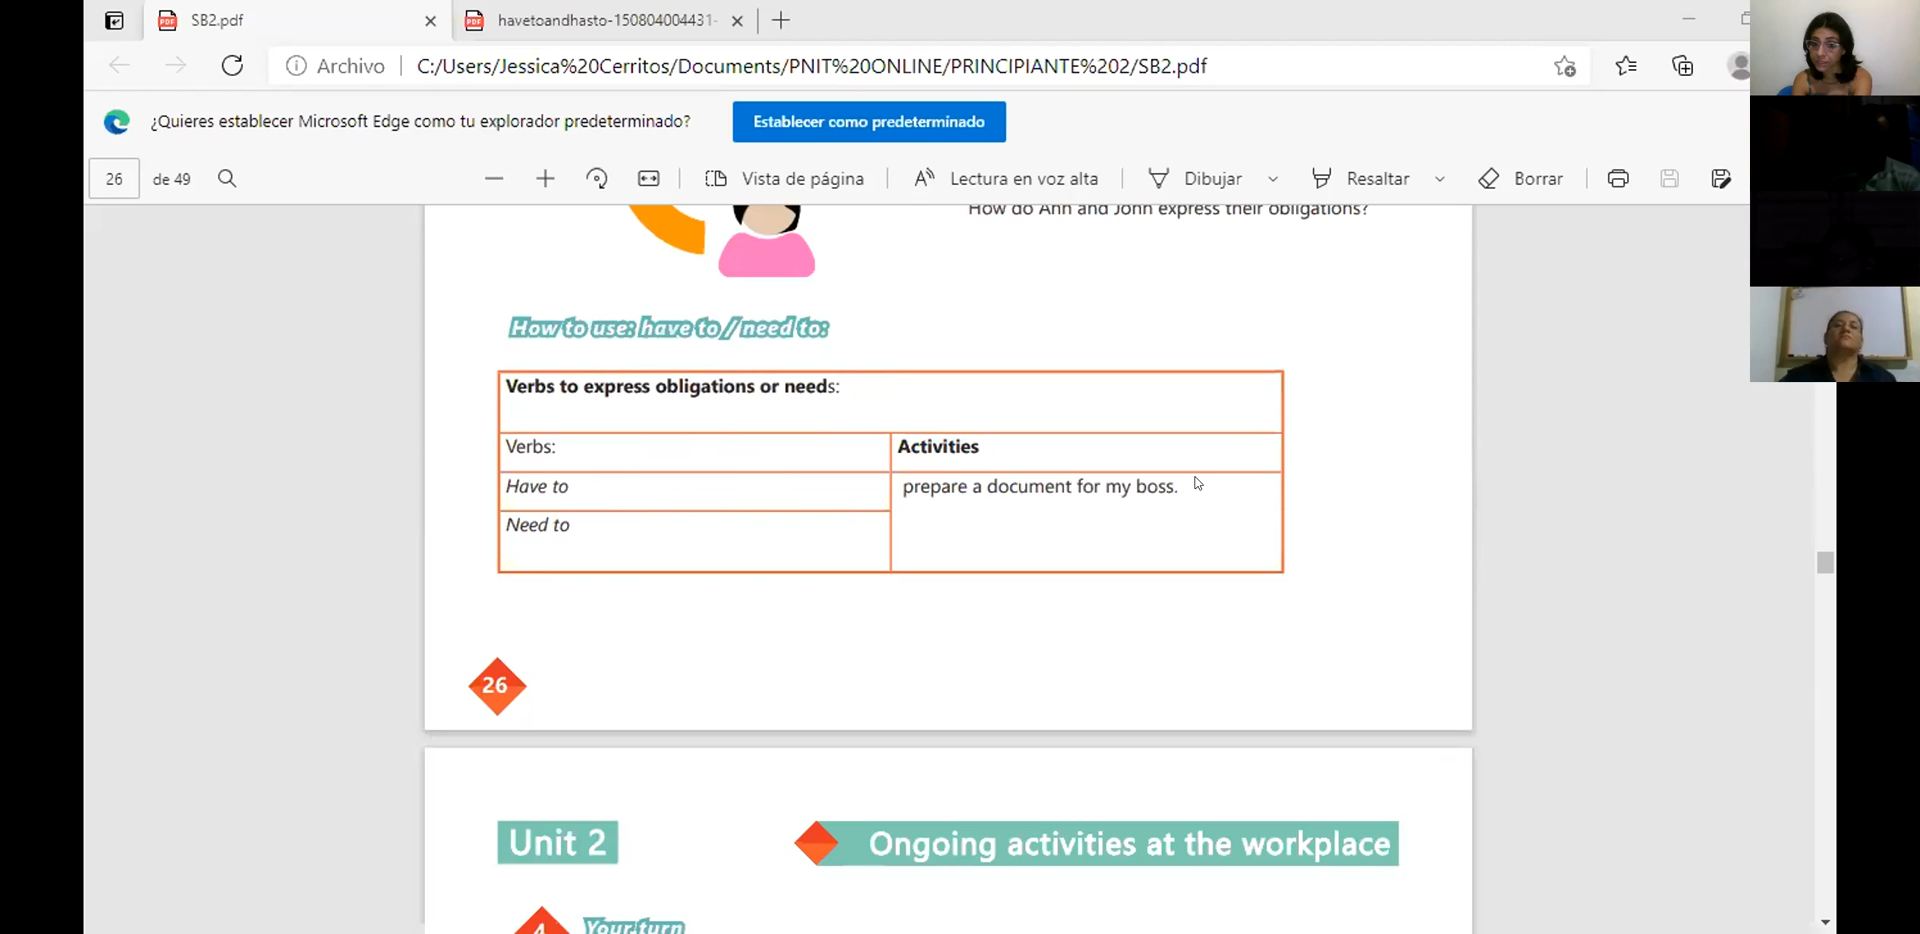 SB2.pdf
havetoandhasto-150804004431-
Archivo
C:/Users/Jessica%20Cerritos/Documents/PNIT%20ONLINE/PRINCIPIANTE%202/SB2.pdf
¿Quieres establecer Microsoft Edge como tu explorador predeterminado?
Establecer como predeterminado
26 de 49
Vista de página
Lectura en voz alta
Dibujar
Resaltar
Borrar
How do Ann and John express their obligations?
How to use: have to / need to:
Verbs to express obligations or needs:
Verbs:
Activities
Have to
prepare a document for my boss.
Need to
26
Unit 2
Ongoing activities at the workplace
4
Your turn